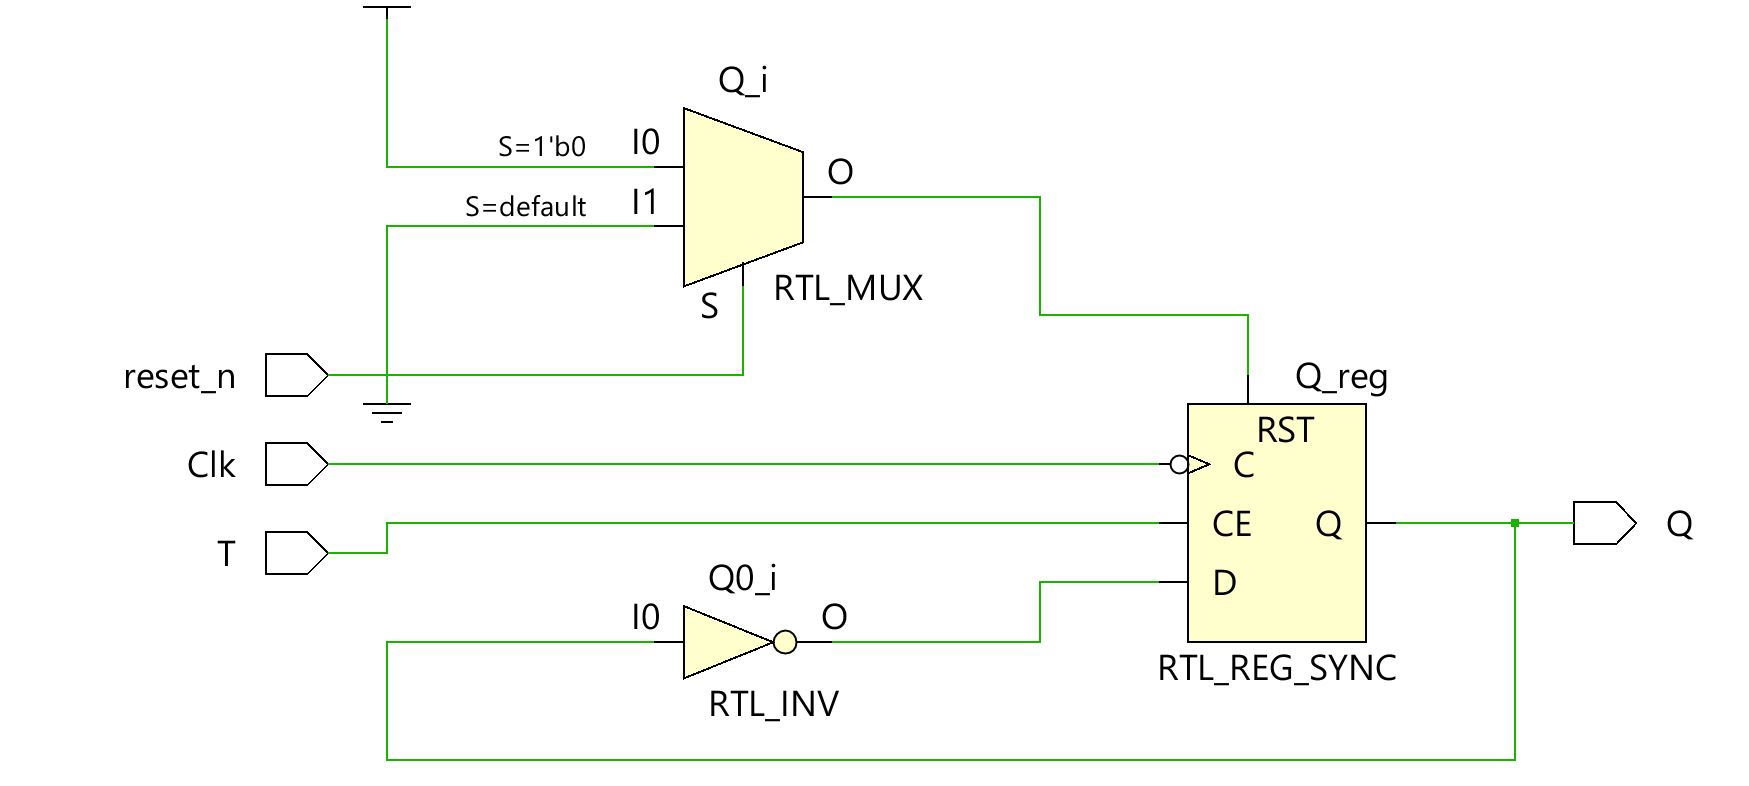 Q_i
S=1'b0
I0
O
S=default
I1
RTL_MUX
S
reset_n
Q_reg
RST
Clk
C
CE
Q
Q
T
Q0_i
D
I0
O
RTL_REG_SYNC
RTL_INV